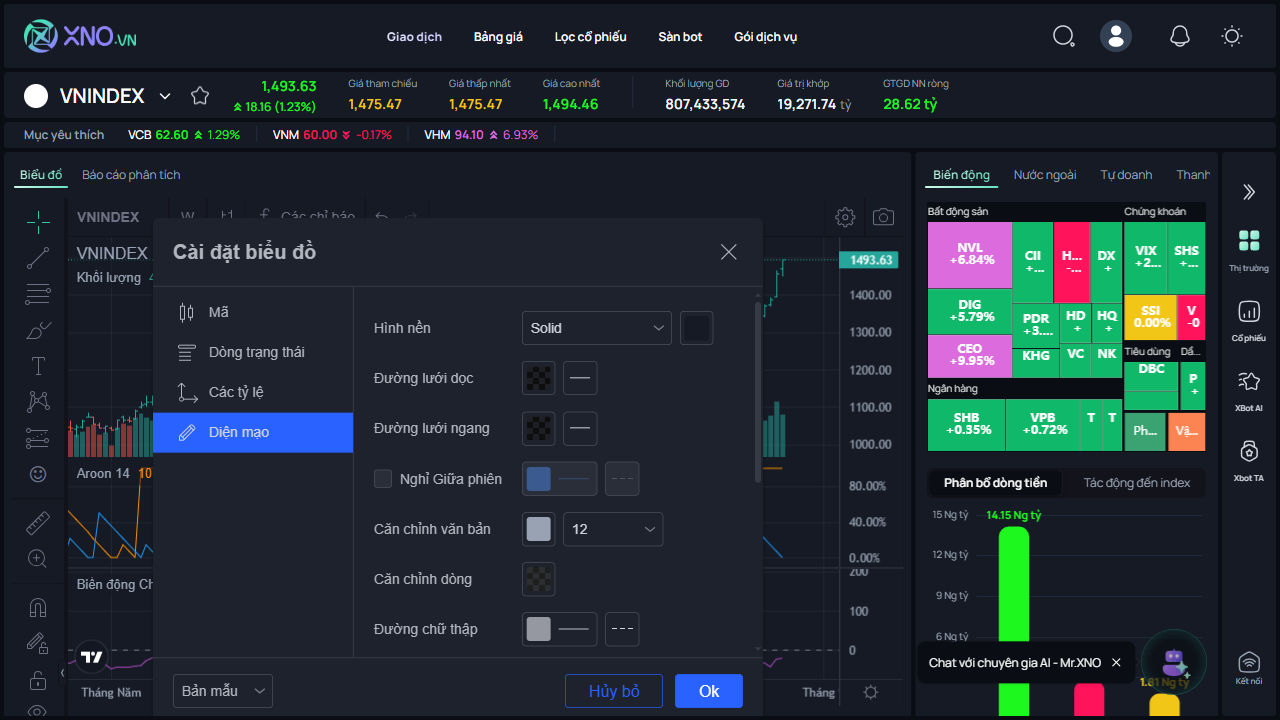 XNO.VN
Giao dịch
Bảng giá
Lọc cổ phiếu
Sàn bot
Gói dịch vụ
VNINDEX
1,493.63
18.16 (1.23%)
Giá tham chiếu
1,475.47
Giá thấp nhất
1,475.47
Giá cao nhất
1,494.46
Khối lượng GD
807,433,574
Giá trị khớp
19,271.74 tỷ
GTGD NN ròng
28.62 tỷ
Mục yêu thích
VCB 62.60 1.29%
VNM 60.00 -0.17%
VHM 94.10 6.93%
Biểu đồ
Báo cáo phân tích
VNINDEX
W
Các chỉ báo
VNINDEX
Khối lượng
Aroon 14 10
Biên động Ch
Tháng Năm
Tháng
1493.63
1400.00
1300.00
1200.00
1100.00
1000.00
80.00%
40.00%
0.00%
200
100
0
Cài đặt biểu đồ
Mã
Dòng trạng thái
Các tỷ lệ
Diện mạo
Hình nền
Solid
Đường lưới dọc
Đường lưới ngang
Nghỉ Giữa phiên
Căn chỉnh văn bản
12
Căn chỉnh dòng
Đường chữ thập
Bản mẫu
Hủy bỏ
Ok
Biến động
Nước ngoài
Tự doanh
Thanh
Bất động sản
NVL
+6.84%
DIG
+5.79%
CEO
+9.95%
CII
+...
H...
-...
DX
+
PDR
+3....
HD
+
HQ
+
KHG
VC
NK
Chứng khoán
VIX
+2...
SHS
+...
SSI
0.00%
V
-0
Tiêu dùng
Dầ...
DBC
P
+
Ngân hàng
SHB
+0.35%
VPB
+0.72%
T
T
Ph...
Vậ...
Phân bổ dòng tiền
Tác động đến index
15 Ng tỷ
12 Ng tỷ
9 Ng tỷ
6 Ng tỷ
14.15 Ng tỷ
1.81 Ng tỷ
Chat với chuyên gia AI - Mr.XNO
Thị trường
Cổ phiếu
XBot AI
Xbot TA
Kết nối